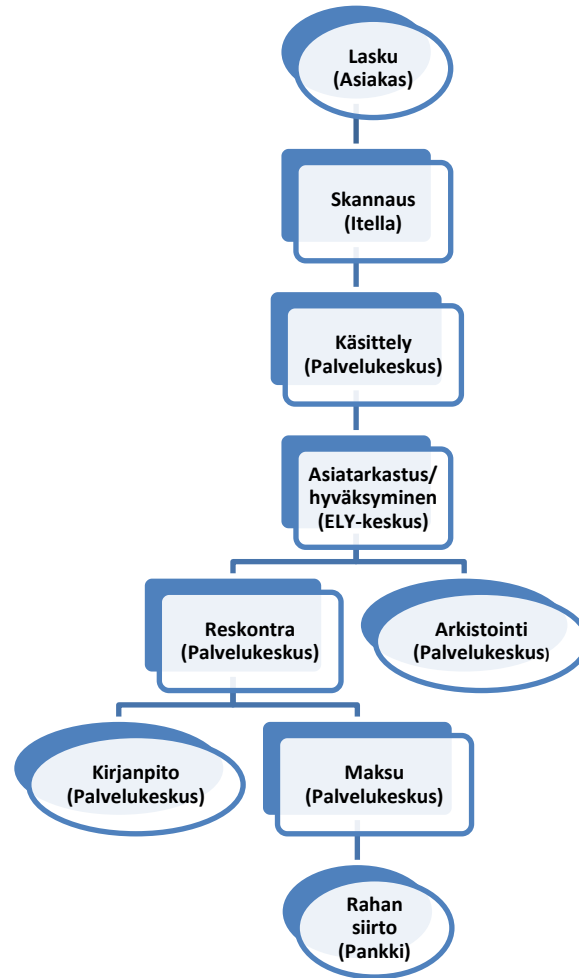 Lasku
(Asiakas)
Skannaus
(Itella)
Käsittely
(Palvelukeskus)
Asiatarkastus/
hyväksyminen
(ELY-keskus)
Reskontra
(Palvelukeskus)
Arkistointi
(Palvelukeskus)
Kirjanpito
(Palvelukeskus)
Maksu
(Palvelukeskus)
Rahan
siirto
(Pankki)